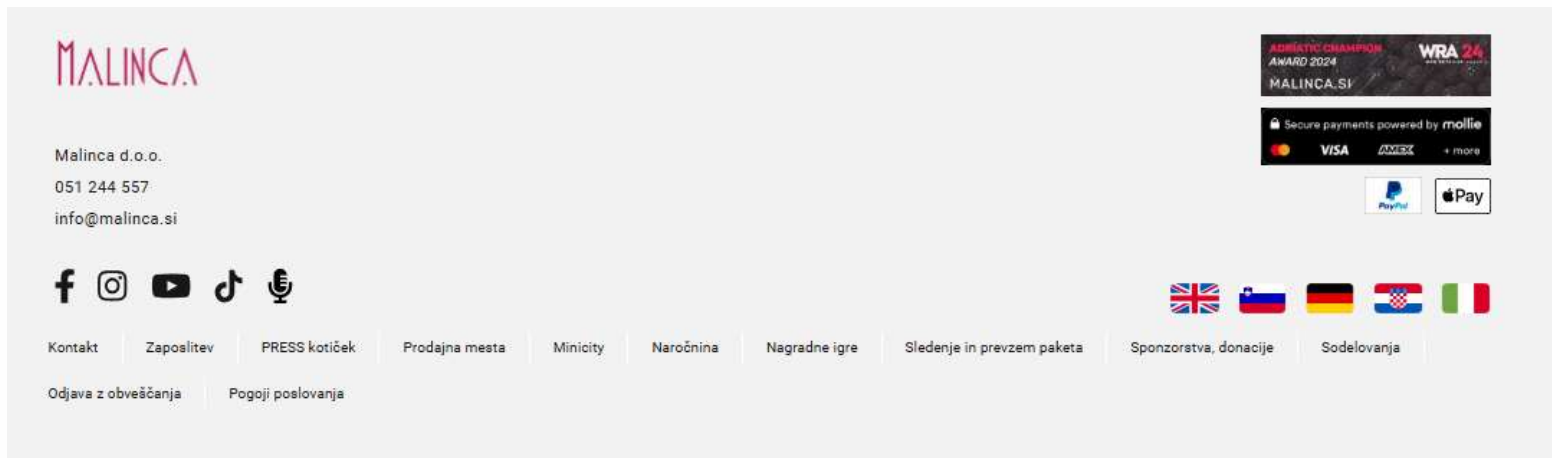 MALINCA
ADRIATIC CHAMPION
AWARD 2024
WRA 24
MALINCA.SI
Secure payments powered by mollie
VISA AMEX + more
PayPal Pay
Malinca d.o.o.
051 244 557
info@malinca.si
Kontakt Zaposlitev PRESS kotiček Prodajna mesta Minicity Naročnina Nagradne igre Sledenje in prevzem paketa Sponzorstva, donacije Sodelovanja
Odjava z obveščanja Pogoji poslovanja